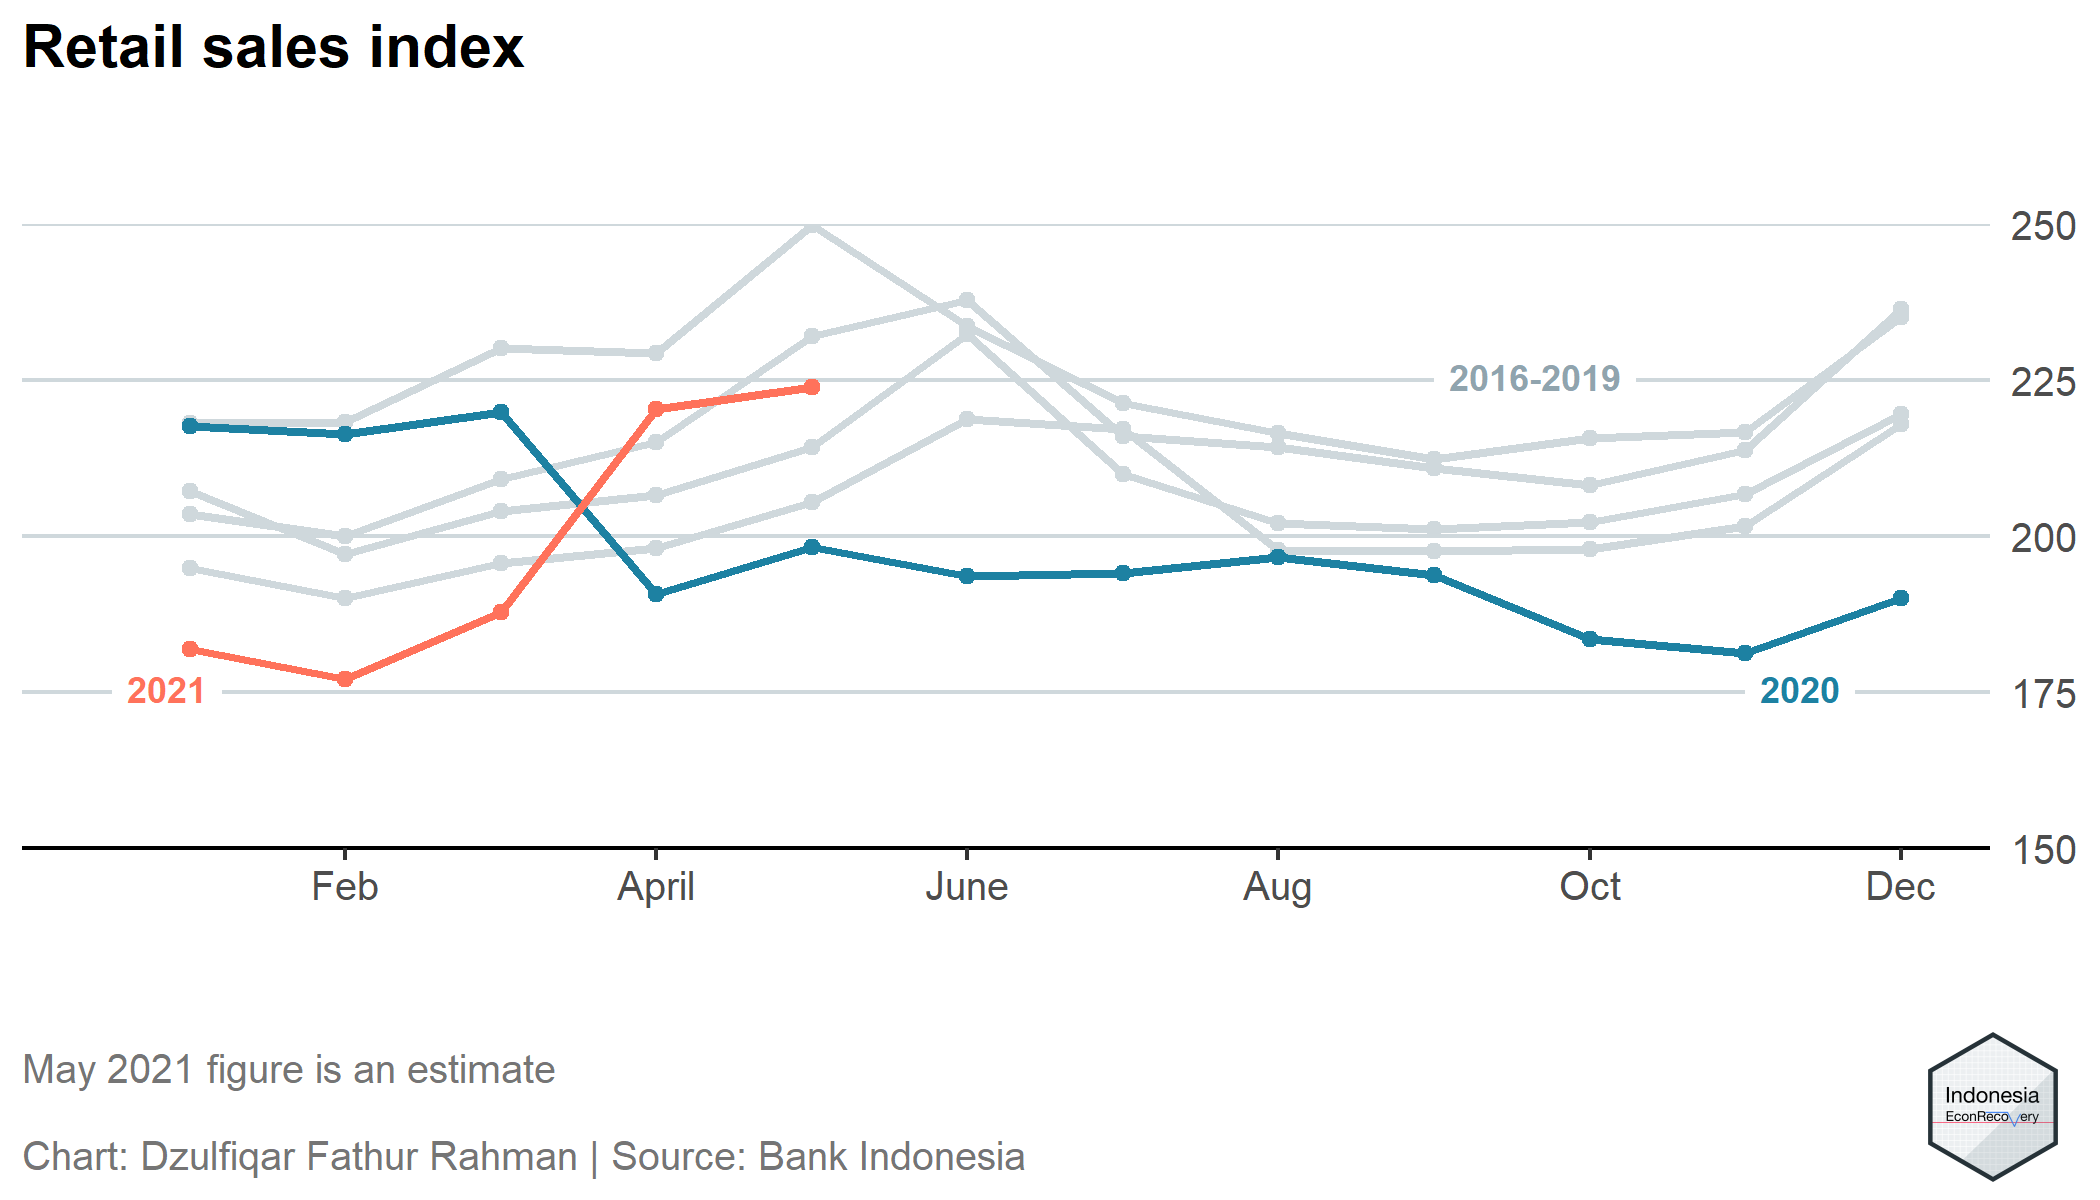 Retail sales index
250
2016-2019
225
200
2021
2020
175
150
Feb
April
June
Aug
Oct
Dec
May 2021 figure is an estimate
Chart: Dzulfiqar Fathur Rahman | Source: Bank Indonesia
Indonesia
EconRecovery